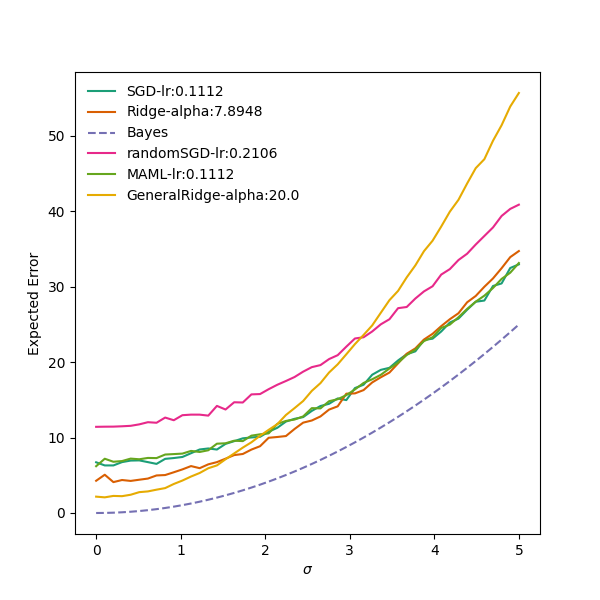 SGD-lr:0.1112
Ridge-alpha:7.8948
Bayes
randomSGD-lr:0.2106
MAML-lr:0.1112
GeneralRidge-alpha:20.0
Expected Error
50
40
30
20
10
0
0 1 2 3 4 5
σ